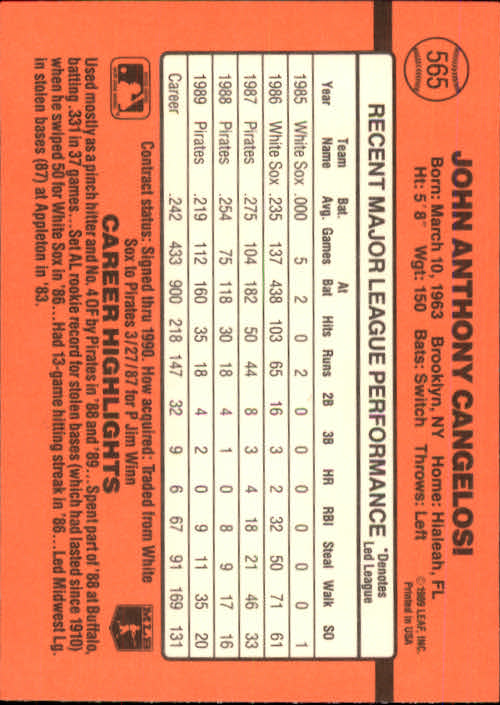 565
JOHN ANTHONY CANGELOSI
Born: March 10, 1963 Brooklyn, NY Home: Hialeah, FL
Ht: 5'8" Wgt: 150 Bats: Switch Throws: Left
© 1989 LEAF, INC.
Printed in USA
RECENT MAJOR LEAGUE PERFORMANCE *Denotes Led League
Team Bat. At
Year Name Avg. Games Bat Hits Runs 2B 3B HR RBI Steal Walk SO
1985 White Sox .000 5 2 0 2 0 0 0 0 0 0 1
1986 White Sox .235 137 438 103 65 16 3 2 32 50 71 61
1987 Pirates .275 104 182 50 44 8 3 4 18 21 46 33
1988 Pirates .254 75 118 30 18 4 1 0 8 9 17 16
1989 Pirates .219 112 160 35 18 4 2 0 9 11 35 20
Career .242 433 900 218 147 32 9 6 67 91 169 131
Contract status: Signed thru 1990. How acquired: Traded from White
Sox to Pirates 3/27/87 for P Jim Winn
MLB
CAREER HIGHLIGHTS
Used mostly as a pinch hitter and No. 4 OF by Pirates in '88 and '89... Spent part of '88 at Buffalo,
batting .331 in 37 games... Set AL rookie record for stolen bases (which had lasted since 1910)
when he swiped 50 for White Sox in '86... Had 13-game hitting streak in '86... Led Midwest Lg.
in stolen bases (87) at Appleton in '83.